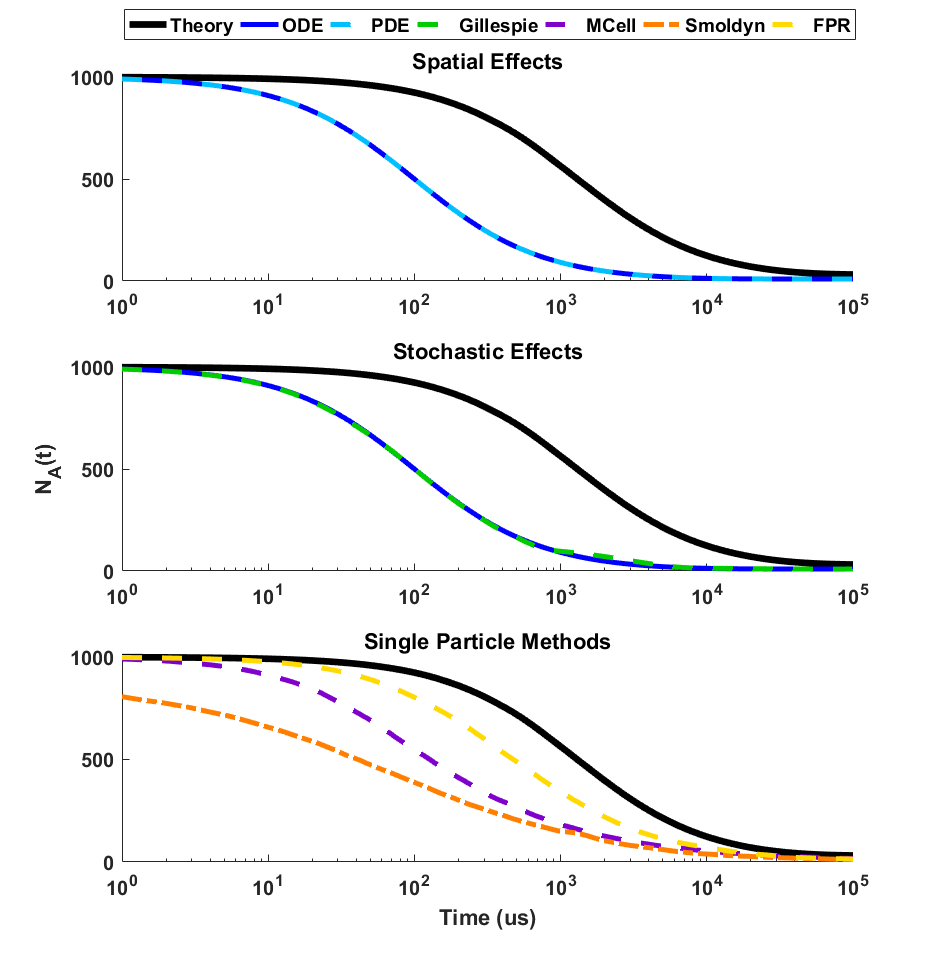 Theory ODE PDE Gillespie MCell Smoldyn FPR
Spatial Effects
1000
500
0
10^0 10^1 10^2 10^3 10^4 10^5
Stochastic Effects
1000
500
0
N_A(t)
10^0 10^1 10^2 10^3 10^4 10^5
Single Particle Methods
1000
500
0
10^0 10^1 10^2 10^3 10^4 10^5
Time (us)